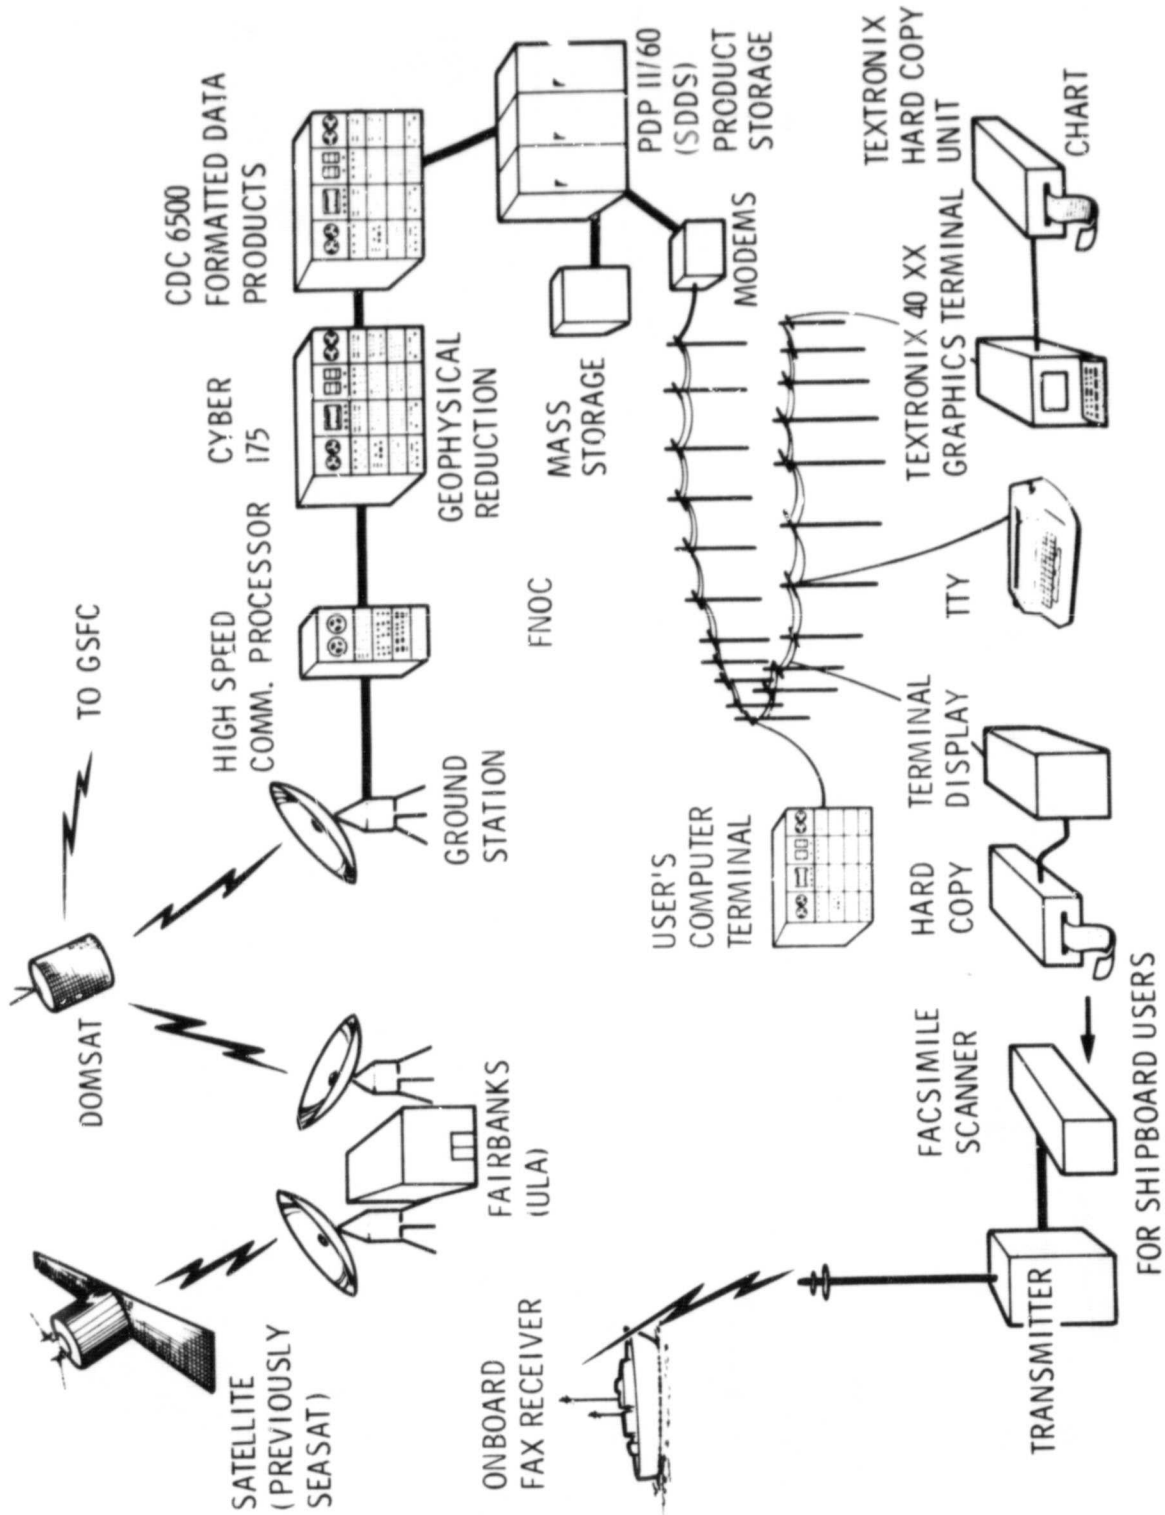 SATELLITE
(PREVIOUSLY
SEASAT)
DOMSAT
TO GSFC
FAIRBANKS
(ULA)
GROUND
STATION
HIGH SPEED
COMM. PROCESSOR
CYBER
175
GEOPHYSICAL
REDUCTION
CDC 6500
FORMATTED DATA
PRODUCTS
FNOC
MASS
STORAGE
PDP 11/60
(SDDS)
PRODUCT
STORAGE
MODEMS
ONBOARD
FAX RECEIVER
USER'S
COMPUTER
TERMINAL
TRANSMITTER
FACSIMILE
SCANNER
FOR SHIPBOARD USERS
HARD
COPY
TERMINAL
DISPLAY
TTY
TEXTRONIX 40 XX
GRAPHICS TERMINAL
TEXTRONIX
HARD COPY
UNIT
CHART